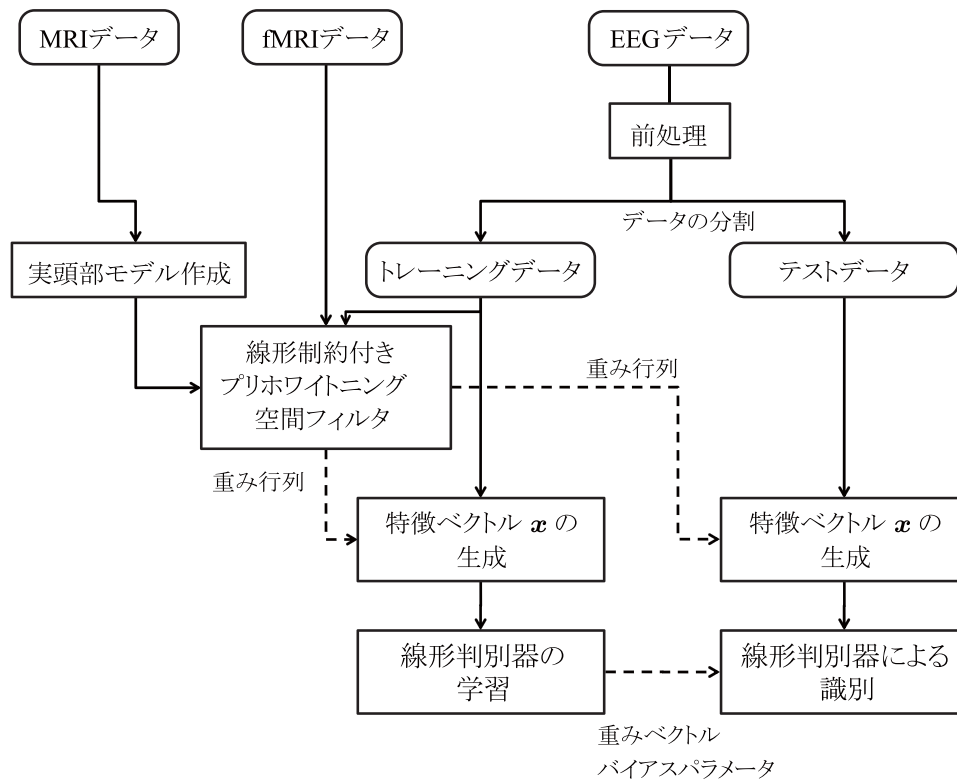 MRIデータ
fMRIデータ
EEGデータ
前処理
データの分割
実頭部モデル作成
トレーニングデータ
テストデータ
線形制約付き
プリホワイトニング
空間フィルタ
重み行列
重み行列
特徴ベクトル x の
生成
特徴ベクトル x の
生成
線形判別器の
学習
線形判別器による
識別
重みベクトル
バイアスパラメータ